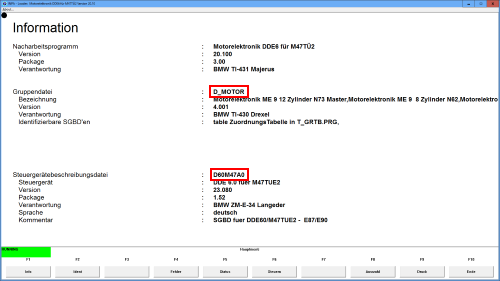 Information
Nacharbeitsprogramm : Motorelektronik DDE6 für M47TÜ2
Version : 20.100
Package : 3.00
Verantwortung : BMW TI-431 Majerus
Gruppendatei : D_MOTOR
Bezeichnung : Motorelektronik ME 9 12 Zylinder N73 Master,Motorelektronik ME 9 8 Zylinder N62,Motorelektro
Version : 4.001
Verantwortung : BMW TI-430 Drexel
Identifizierbare SGBD'en : table ZuordnungsTabelle in T_GRTB.PRG,
Steuergerätebeschreibungsdatei : D60M47A0
Steuergerät : DDE 6.0 fuer M47TUE2
Version : 23.080
Package : 1.52
Verantwortung : BMW ZM-E-34 Langeder
Sprache : deutsch
Kommentar : SGBD fuer DDE60/M47TUE2 - E87/E90
Hauptmenü
F1 F2 F3 F4 F5 F6 F7 F8 F9 F10
Info Ident Fehler Status Steuern Auswahl Druck Ende